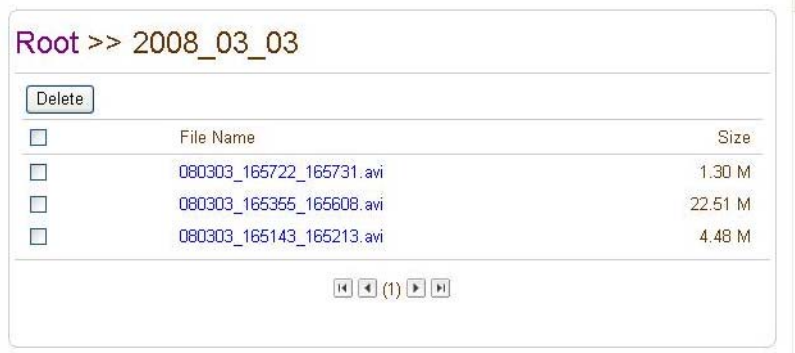 Root >> 2008_03_03
Delete
File Name Size
080303_165722_165731.avi 1.30 M
080303_165355_165608.avi 22.51 M
080303_165143_165213.avi 4.48 M
(1)